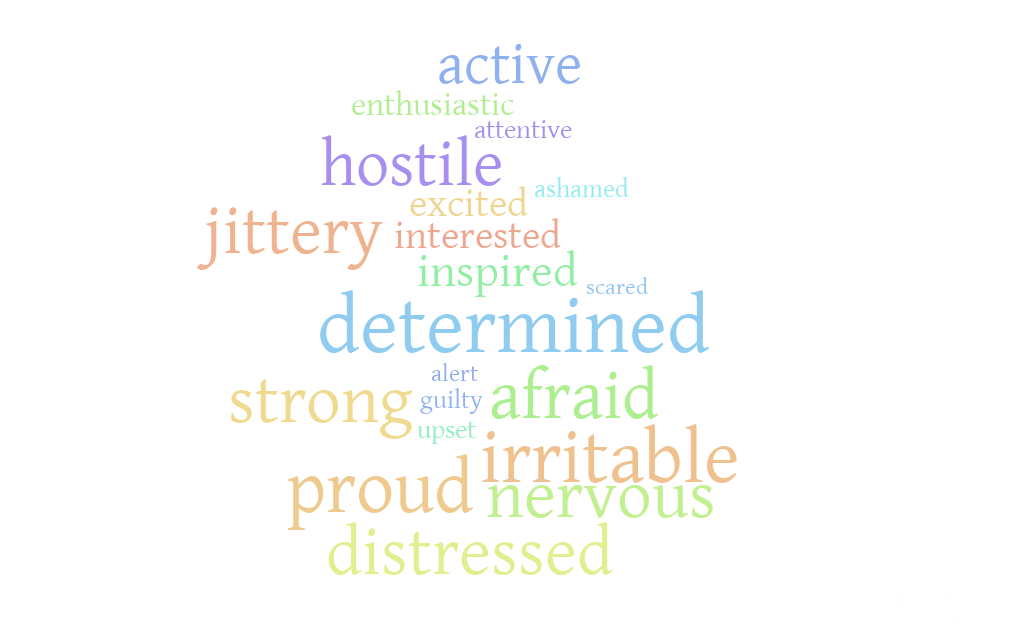 active
enthusiastic
attentive
hostile
ashamed
excited
jittery
interested
inspired
scared
determined
alert
strong
guilty
afraid
upset
irritable
proud
nervous
distressed